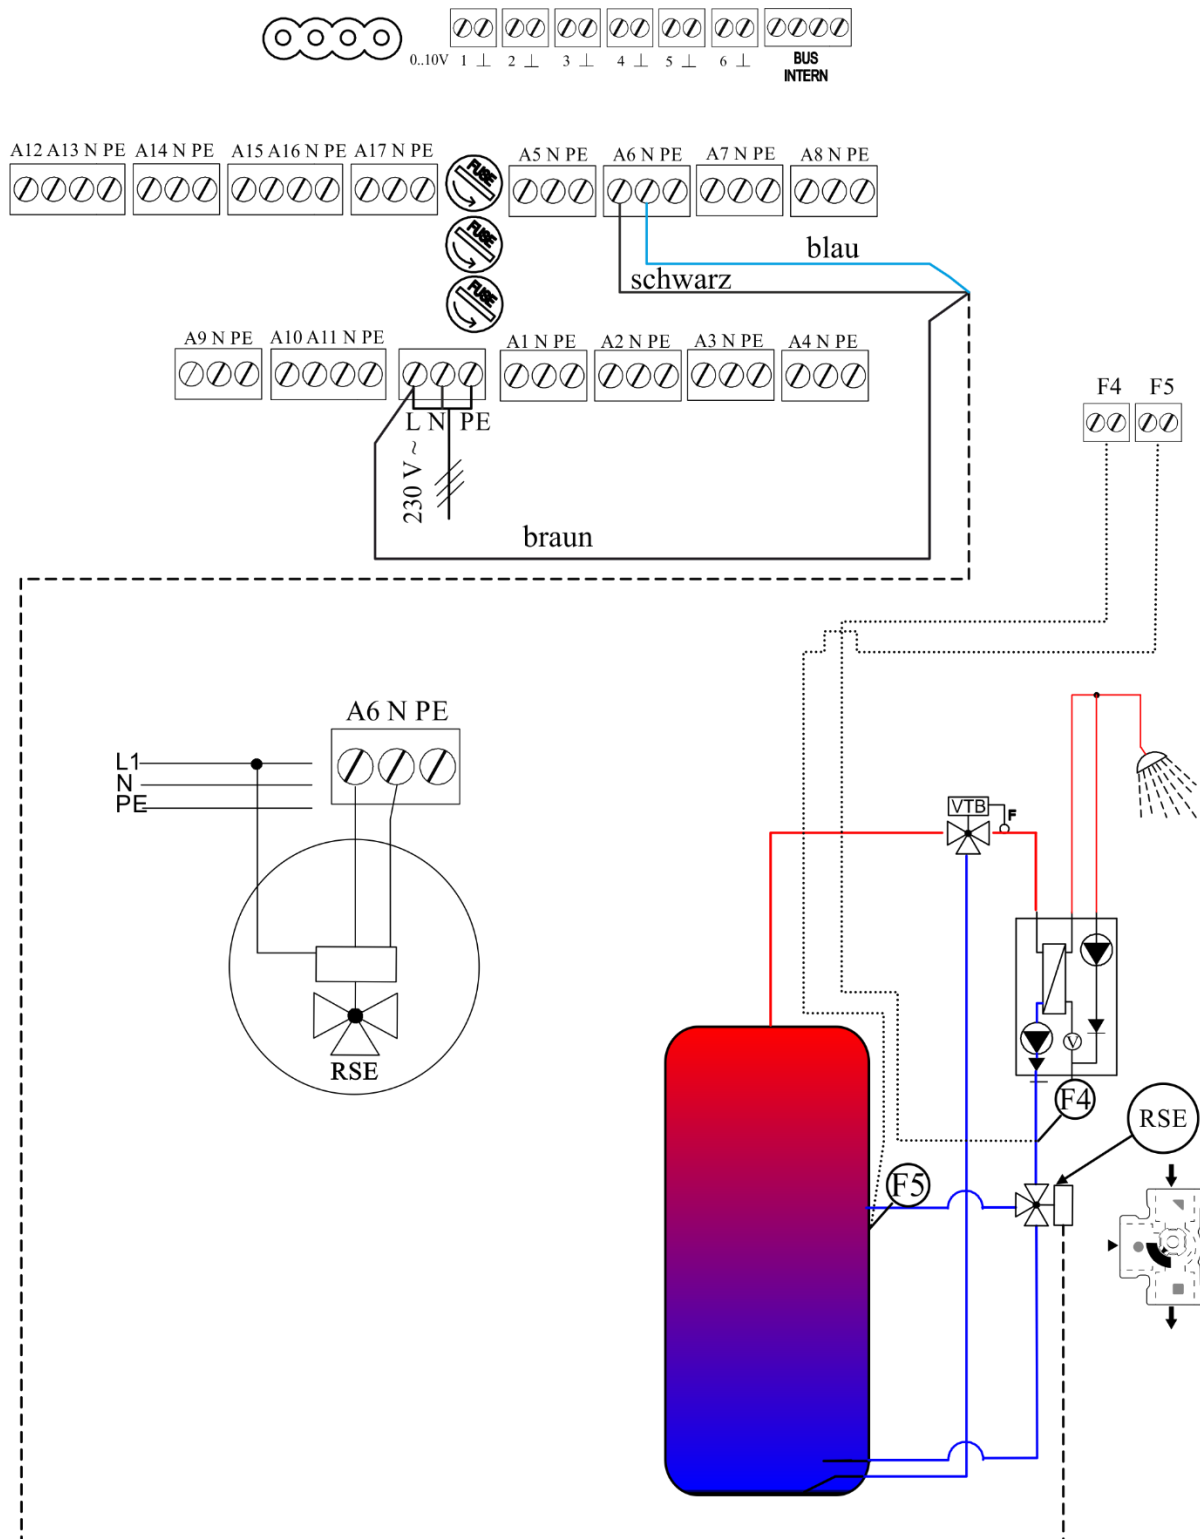 0..10V 1 ⊥ 2 ⊥ 3 ⊥ 4 ⊥ 5 ⊥ 6 ⊥ BUS
INTERN
A12 A13 N PE A14 N PE A15 A16 N PE A17 N PE FUSE A5 N PE A6 N PE A7 N PE A8 N PE
FUSE
blau
schwarz
FUSE
A9 N PE A10 A11 N PE A1 N PE A2 N PE A3 N PE A4 N PE
F4 F5
L N PE
230 V ~
braun
A6 N PE
L1
N
PE
VTB F
RSE
V
F4
RSE
F5